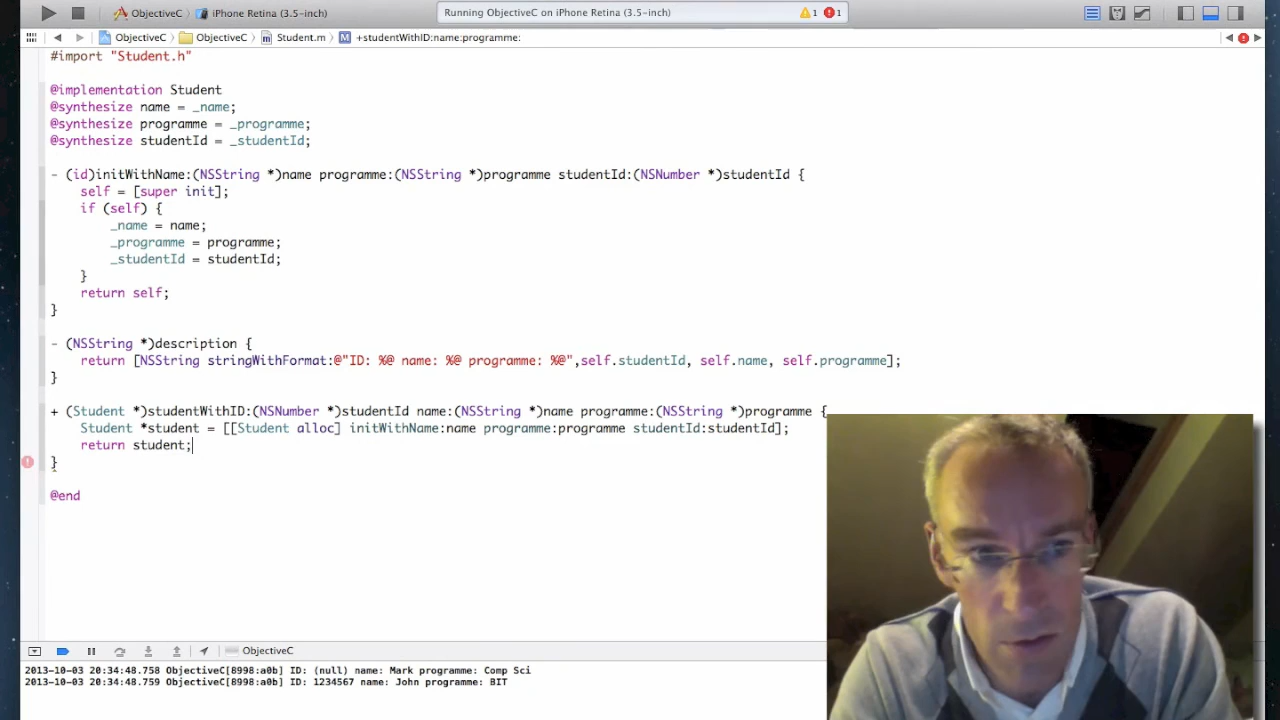 ObjectiveC › iPhone Retina (3.5-inch)
Running ObjectiveC on iPhone Retina (3.5-inch)
1 1
ObjectiveC › ObjectiveC › Student.m › M +studentWithID:name:programme:
#import "Student.h"
@implementation Student
@synthesize name = _name;
@synthesize programme = _programme;
@synthesize studentId = _studentId;
- (id)initWithName:(NSString *)name programme:(NSString *)programme studentId:(NSNumber *)studentId {
self = [super init];
if (self) {
_name = name;
_programme = programme;
_studentId = studentId;
}
return self;
}
- (NSString *)description {
return [NSString stringWithFormat:@"ID: %@ name: %@ programme: %@",self.studentId, self.name, self.programme];
}
+ (Student *)studentWithID:(NSNumber *)studentId name:(NSString *)name programme:(NSString *)programme {
Student *student = [[Student alloc] initWithName:name programme:programme studentId:studentId];
return student;
}
@end
ObjectiveC
2013-10-03 20:34:48.758 ObjectiveC[8998:a0b] ID: (null) name: Mark programme: Comp Sci
2013-10-03 20:34:48.759 ObjectiveC[8998:a0b] ID: 1234567 name: John programme: BIT